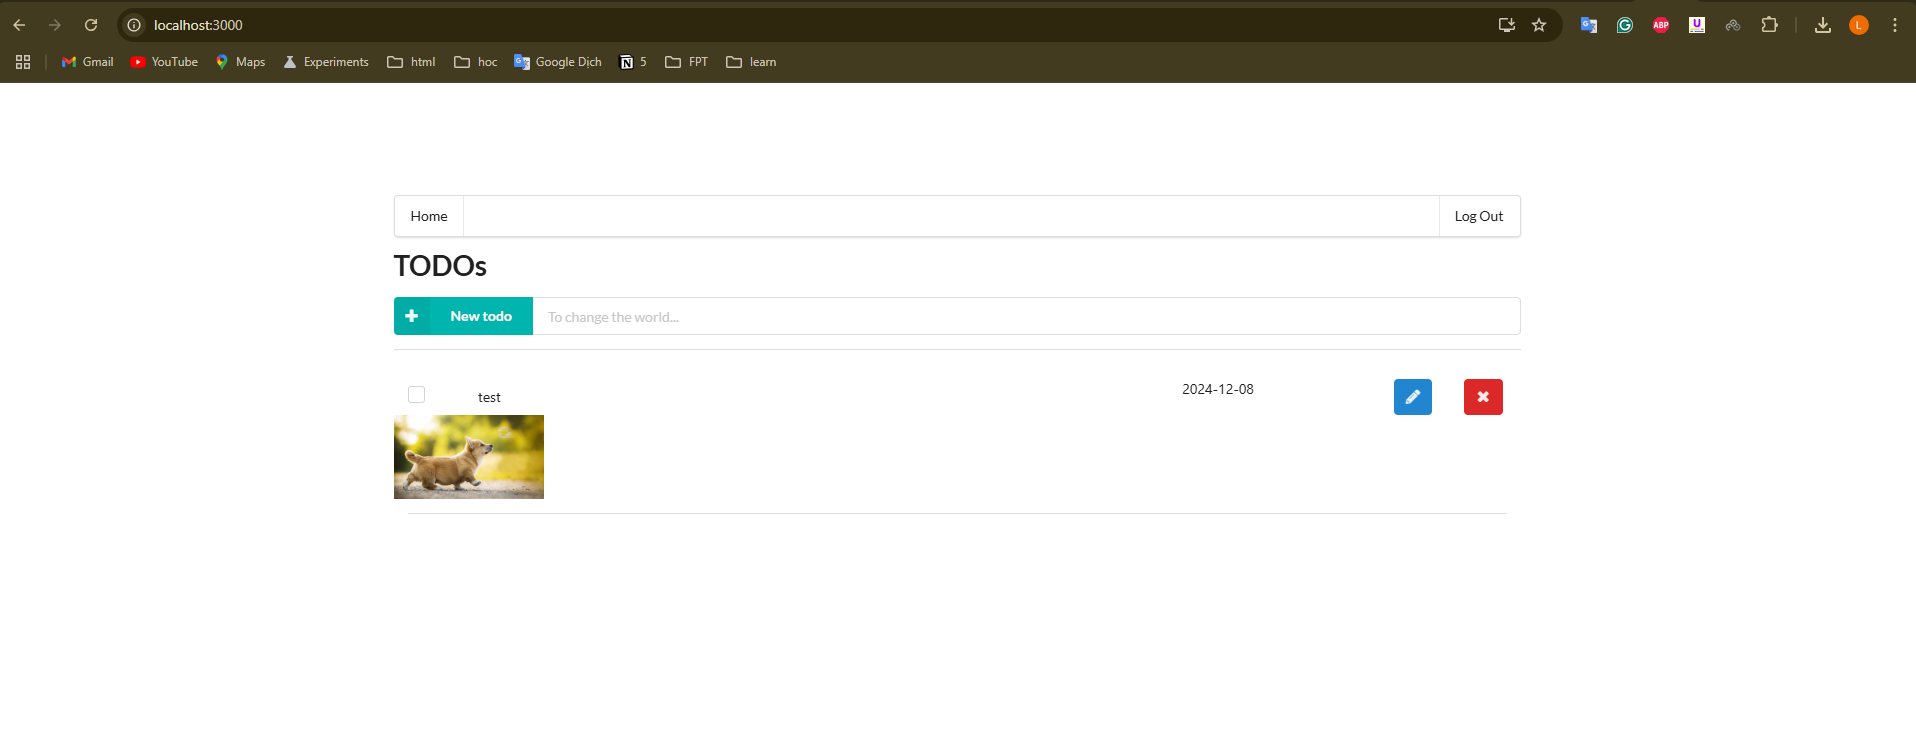 localhost:3000
ABP
L
Gmail YouTube Maps Experiments html hoc Google Dịch 5 FPT learn
Home Log Out
TODOs
New todo To change the world...
test 2024-12-08